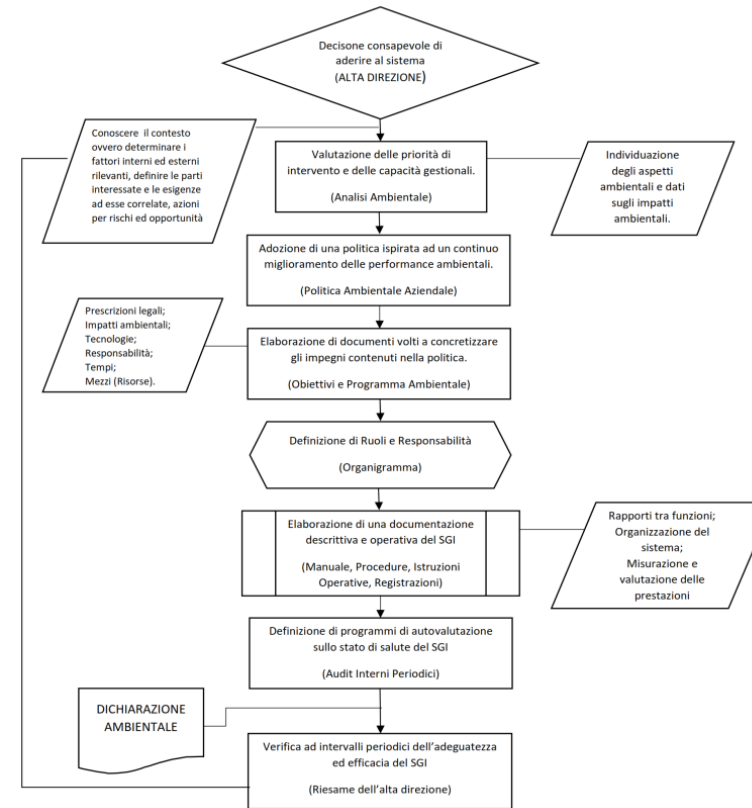 Decisone consapevole di
aderire al sistema
(ALTA DIREZIONE)
Conoscere il contesto
ovvero determinare i
fattori interni ed esterni
rilevanti, definire le parti
interessate e le esigenze
ad esse correlate, azioni
per rischi ed opportunità
Valutazione delle priorità di
intervento e delle capacità gestionali.
(Analisi Ambientale)
Individuazione
degli aspetti
ambientali e dati
sugli impatti
ambientali.
Adozione di una politica ispirata ad un continuo
miglioramento delle performance ambientali.
(Politica Ambientale Aziendale)
Prescrizioni legali;
Impatti ambientali;
Tecnologie;
Responsabilità;
Tempi;
Mezzi (Risorse).
Elaborazione di documenti volti a concretizzare
gli impegni contenuti nella politica.
(Obiettivi e Programma Ambientale)
Definizione di Ruoli e Responsabilità
(Organigramma)
Elaborazione di una documentazione
descrittiva e operativa del SGI
(Manuale, Procedure, Istruzioni
Operative, Registrazioni)
Rapporti tra funzioni;
Organizzazione del
sistema;
Misurazione e
valutazione delle
prestazioni
Definizione di programmi di autovalutazione
sullo stato di salute del SGI
(Audit Interni Periodici)
DICHIARAZIONE
AMBIENTALE
Verifica ad intervalli periodici dell'adeguatezza
ed efficacia del SGI
(Riesame dell'alta direzione)